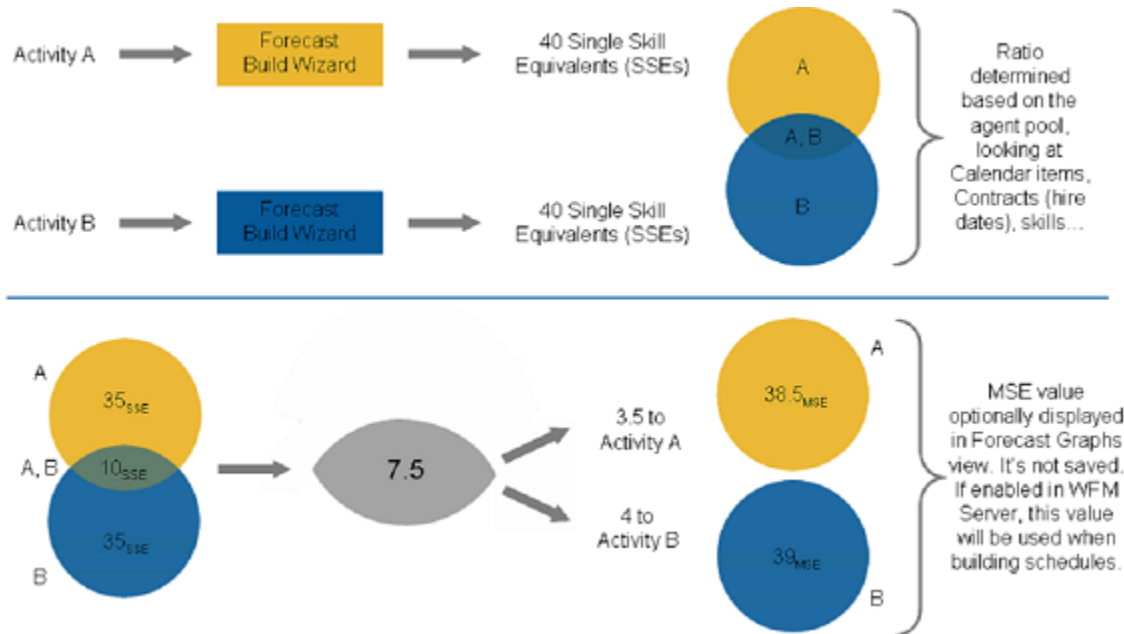 Activity A
Forecast
Build Wizard
40 Single Skill
Equivalents (SSEs)
A
A, B
B
Ratio
determined
based on the
agent pool,
looking at
Calendar items,
Contracts (hire
dates), skills...
Activity B
Forecast
Build Wizard
40 Single Skill
Equivalents (SSEs)
A
35SSE
A, B
10SSE
35SSE
B
7.5
3.5 to
Activity A
4 to
Activity B
A
38.5MSE
39MSE
B
MSE value
optionally displayed
in Forecast Graphs
view. It's not saved.
If enabled in WFM
Server, this value
will be used when
building schedules.